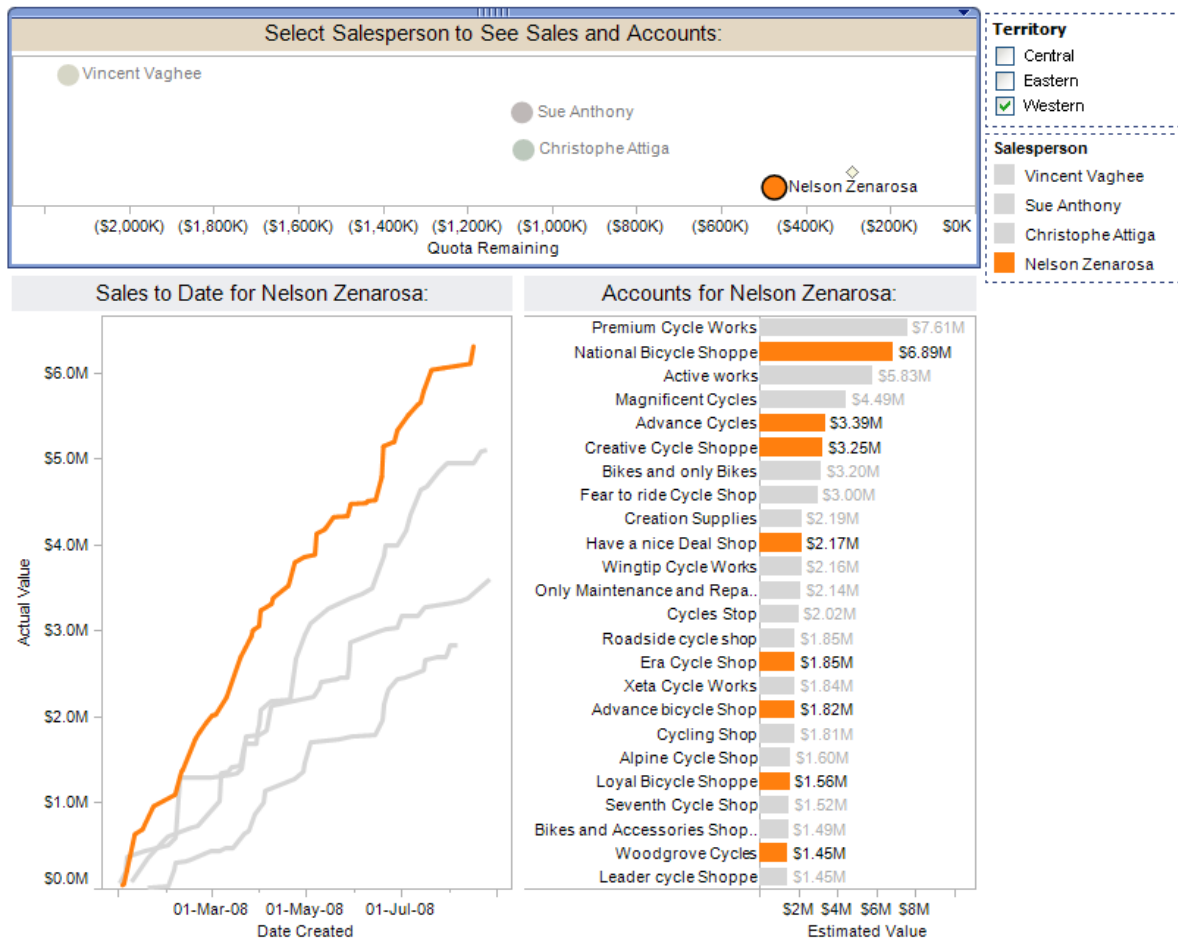 Select Salesperson to See Sales and Accounts:
Vincent Vaghee
Sue Anthony
Christophe Attiga
Nelson Zenarosa
($2,000K) ($1,800K) ($1,600K) ($1,400K) ($1,200K) ($1,000K) ($800K) ($600K) ($400K) ($200K) $0K
Quota Remaining
Territory
Central
Eastern
Western
Salesperson
Vincent Vaghee
Sue Anthony
Christophe Attiga
Nelson Zenarosa
Sales to Date for Nelson Zenarosa:
Actual Value
$6.0M
$5.0M
$4.0M
$3.0M
$2.0M
$1.0M
$0.0M
01-Mar-08 01-May-08 01-Jul-08
Date Created
Accounts for Nelson Zenarosa:
Premium Cycle Works $7.61M
National Bicycle Shoppe $6.89M
Active works $5.83M
Magnificent Cycles $4.49M
Advance Cycles $3.39M
Creative Cycle Shoppe $3.25M
Bikes and only Bikes $3.20M
Fear to ride Cycle Shop $3.00M
Creation Supplies $2.19M
Have a nice Deal Shop $2.17M
Wingtip Cycle Works $2.16M
Only Maintenance and Repa.. $2.14M
Cycles Stop $2.02M
Roadside cycle shop $1.85M
Era Cycle Shop $1.85M
Xeta Cycle Works $1.84M
Advance bicycle Shop $1.82M
Cycling Shop $1.81M
Alpine Cycle Shop $1.60M
Loyal Bicycle Shoppe $1.56M
Seventh Cycle Shop $1.52M
Bikes and Accessories Shop.. $1.49M
Woodgrove Cycles $1.45M
Leader cycle Shoppe $1.45M
$2M $4M $6M $8M
Estimated Value